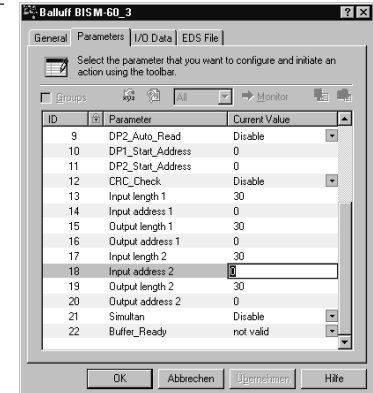 Balluff BISM-60_3
General Parameters I/O Data EDS File
Select the parameter that you want to configure and initiate an
action using the toolbar.
Groups All Monitor
ID Parameter Current Value
9 DP2_Auto_Read Disable
10 DP1_Start_Address 0
11 DP2_Start_Address 0
12 CRC_Check Disable
13 Input length 1 30
14 Input address 1 0
15 Output length 1 30
16 Output address 1 0
17 Input length 2 30
18 Input address 2 0
19 Output length 2 30
20 Output address 2 0
21 Simultan Disable
22 Buffer_Ready not valid
OK Abbrechen Übernehmen Hilfe